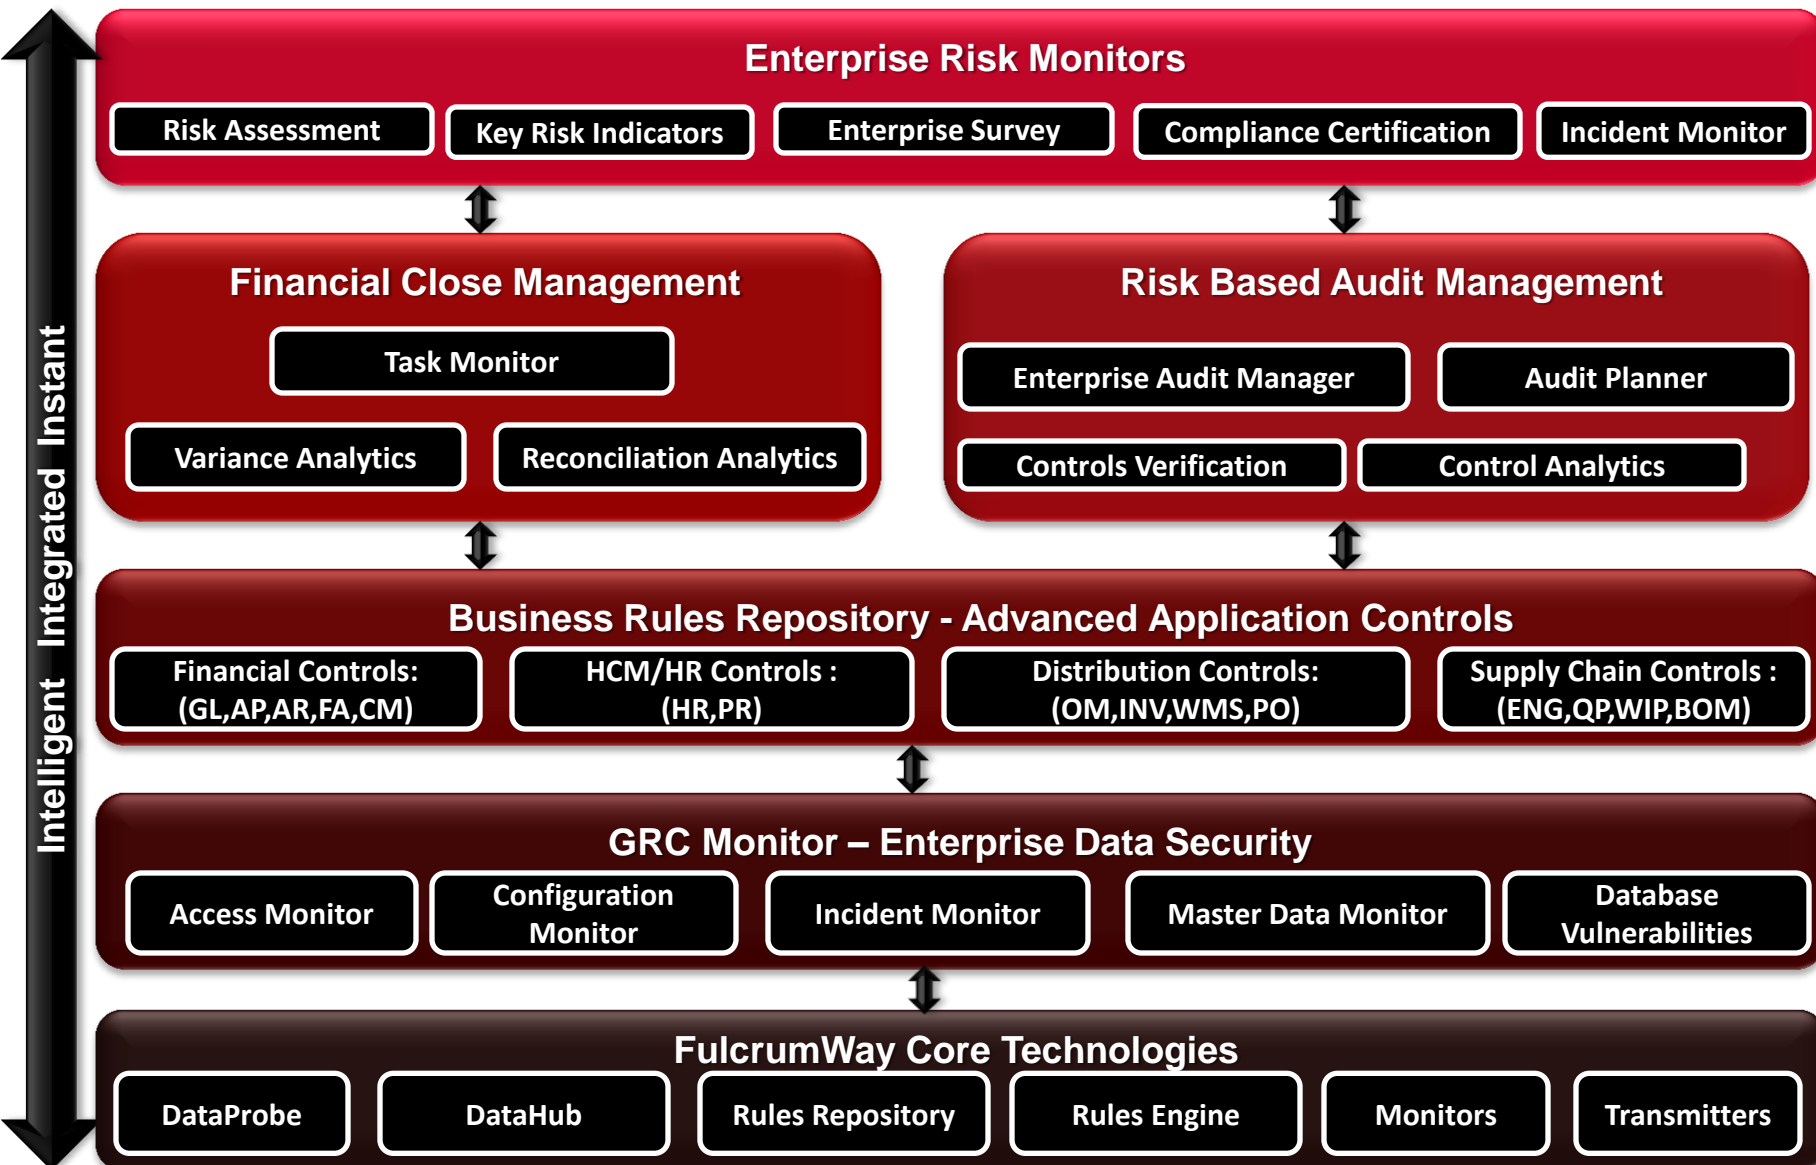 Enterprise Risk Monitors
Risk Assessment
Key Risk Indicators
Enterprise Survey
Compliance Certification
Incident Monitor
Financial Close Management
Task Monitor
Variance Analytics
Reconciliation Analytics
Risk Based Audit Management
Enterprise Audit Manager
Audit Planner
Controls Verification
Control Analytics
Intelligent Integrated Instant
Business Rules Repository - Advanced Application Controls
Financial Controls:
(GL,AP,AR,FA,CM)
HCM/HR Controls :
(HR,PR)
Distribution Controls:
(OM,INV,WMS,PO)
Supply Chain Controls :
(ENG,QP,WIP,BOM)
GRC Monitor – Enterprise Data Security
Access Monitor
Configuration
Monitor
Incident Monitor
Master Data Monitor
Database
Vulnerabilities
FulcrumWay Core Technologies
DataProbe
DataHub
Rules Repository
Rules Engine
Monitors
Transmitters